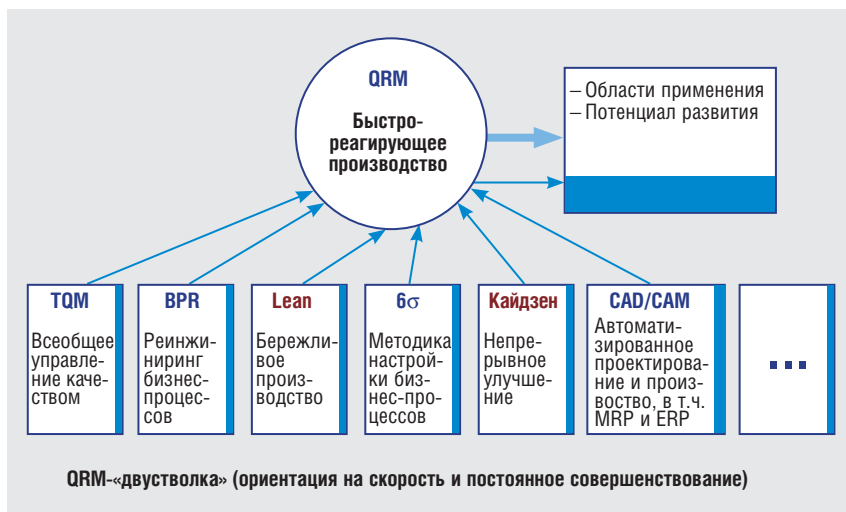 QRM
Быстро-
реагирующее
производство
– Области применения
– Потенциал развития
TQM
Всеобщее
управле-
ние каче-
ством
BPR
Реинжи-
ниринг
бизнес-
процес-
сов
Lean
Бережли-
вое
произ-
водство
6σ
Методика
настрой-
ки биз-
нес-про-
цессов
Кайдзен
Непре-
рывное
улучше-
ние
CAD/CAM
Автомати-
зированное
проектирова-
ние и произ-
воство, в т.ч.
MRP и ERP
...
QRM-«двустволка» (ориентация на скорость и постоянное совершенствование)